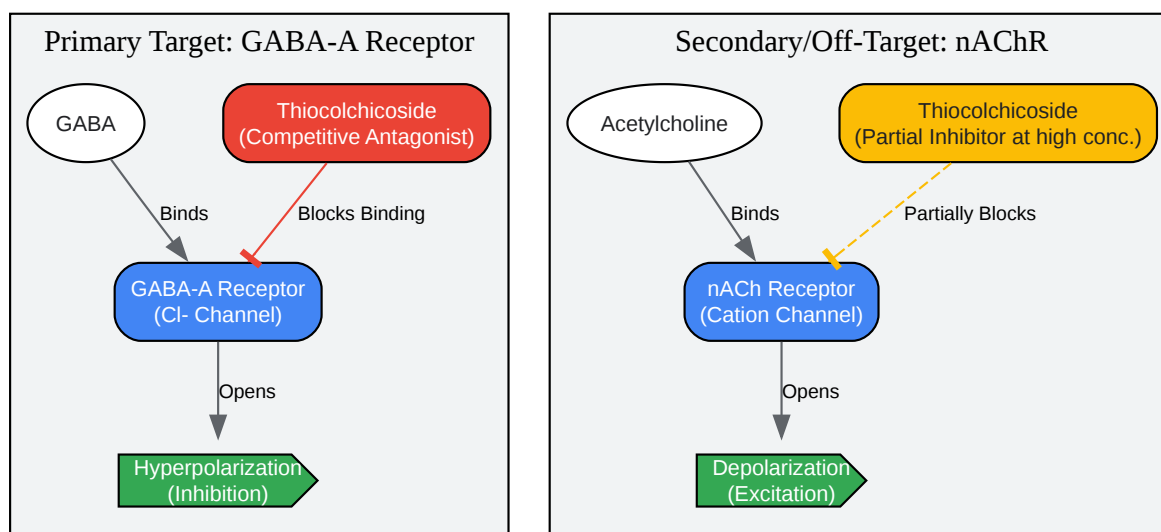 Primary Target: GABA-A Receptor
GABA
Thiocolchicoside
(Competitive Antagonist)
Binds
Blocks Binding
GABA-A Receptor
(Cl- Channel)
Opens
Hyperpolarization
(Inhibition)
Secondary/Off-Target: nAChR
Acetylcholine
Thiocolchicoside
(Partial Inhibitor at high conc.)
Binds
Partially Blocks
nACh Receptor
(Cation Channel)
Opens
Depolarization
(Excitation)